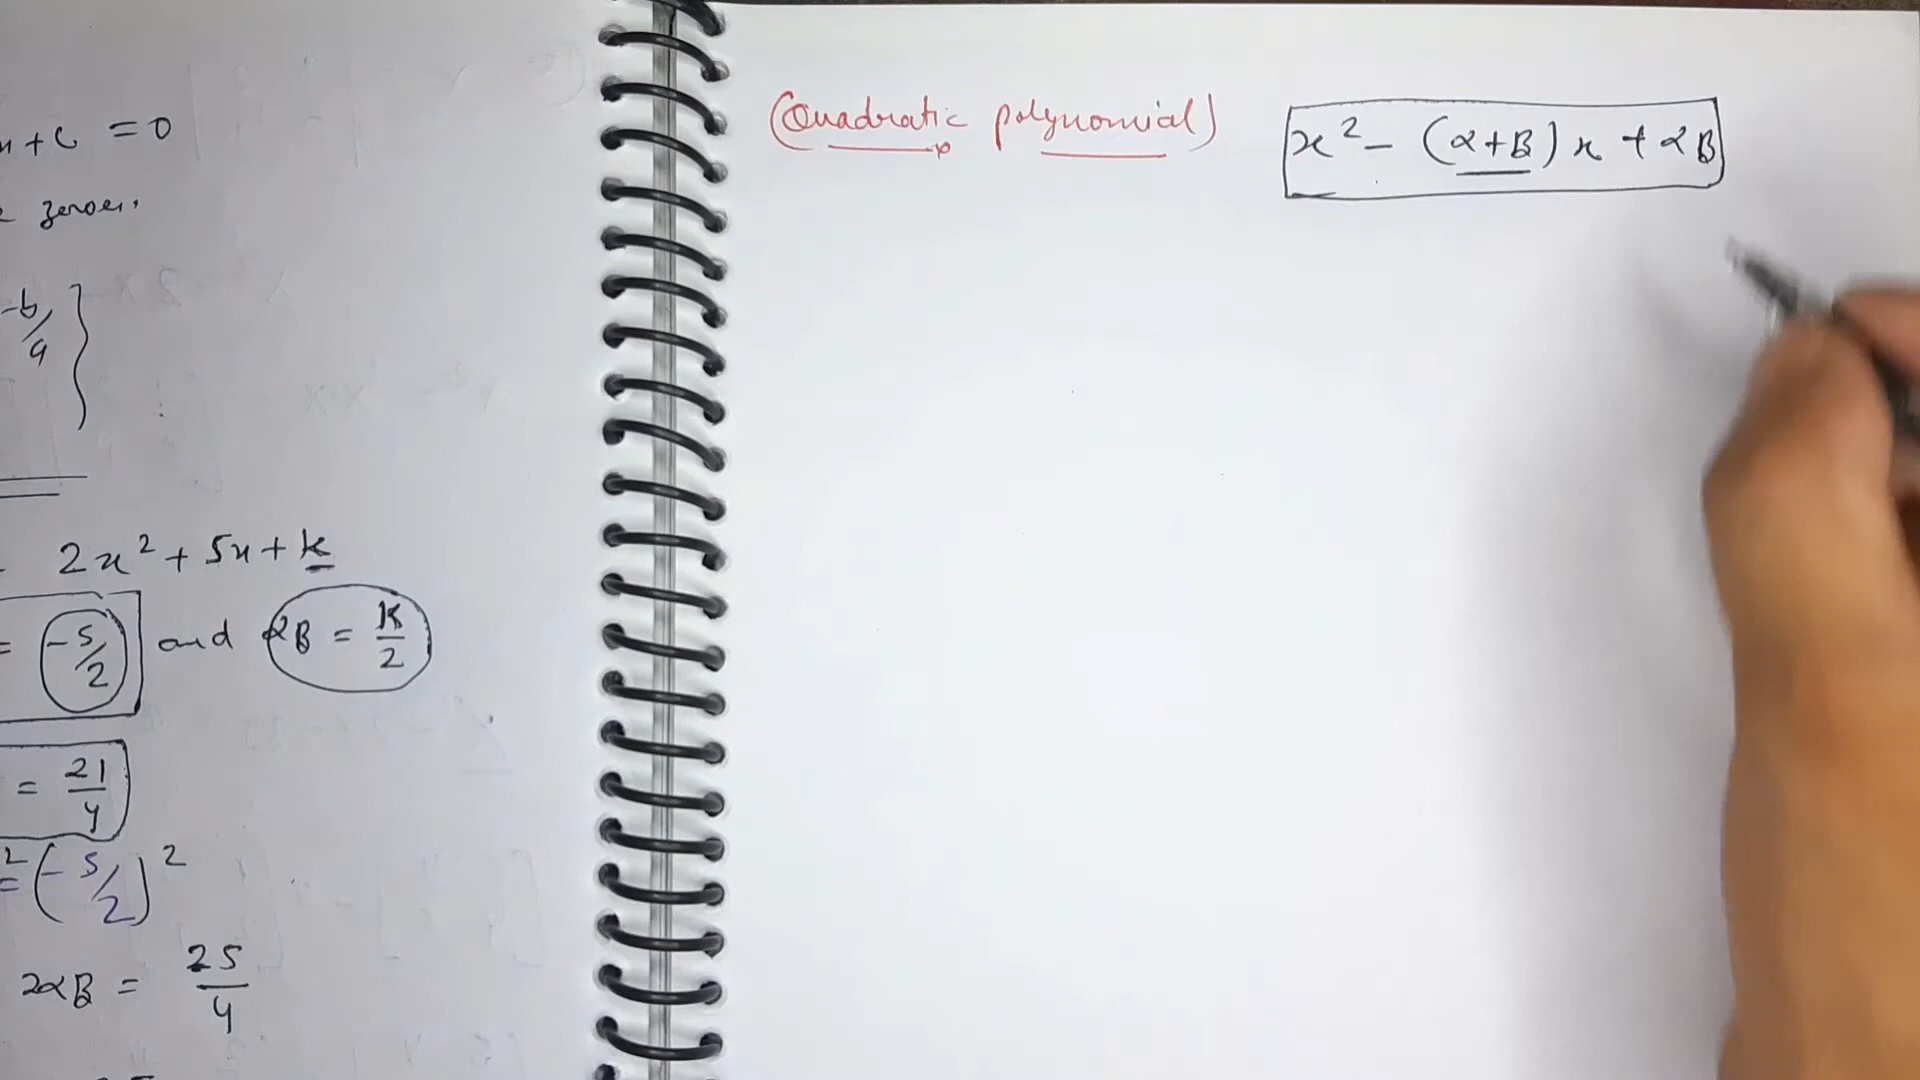 x + c = 0
zeroes.
-b/a }
2x² + 5x + k
= -5/2 and αβ = k/2
= 21/4
² = (-5/2)²
2αβ = 25/4
(Quadratic polynomial) x² - (α+β)x + αβ